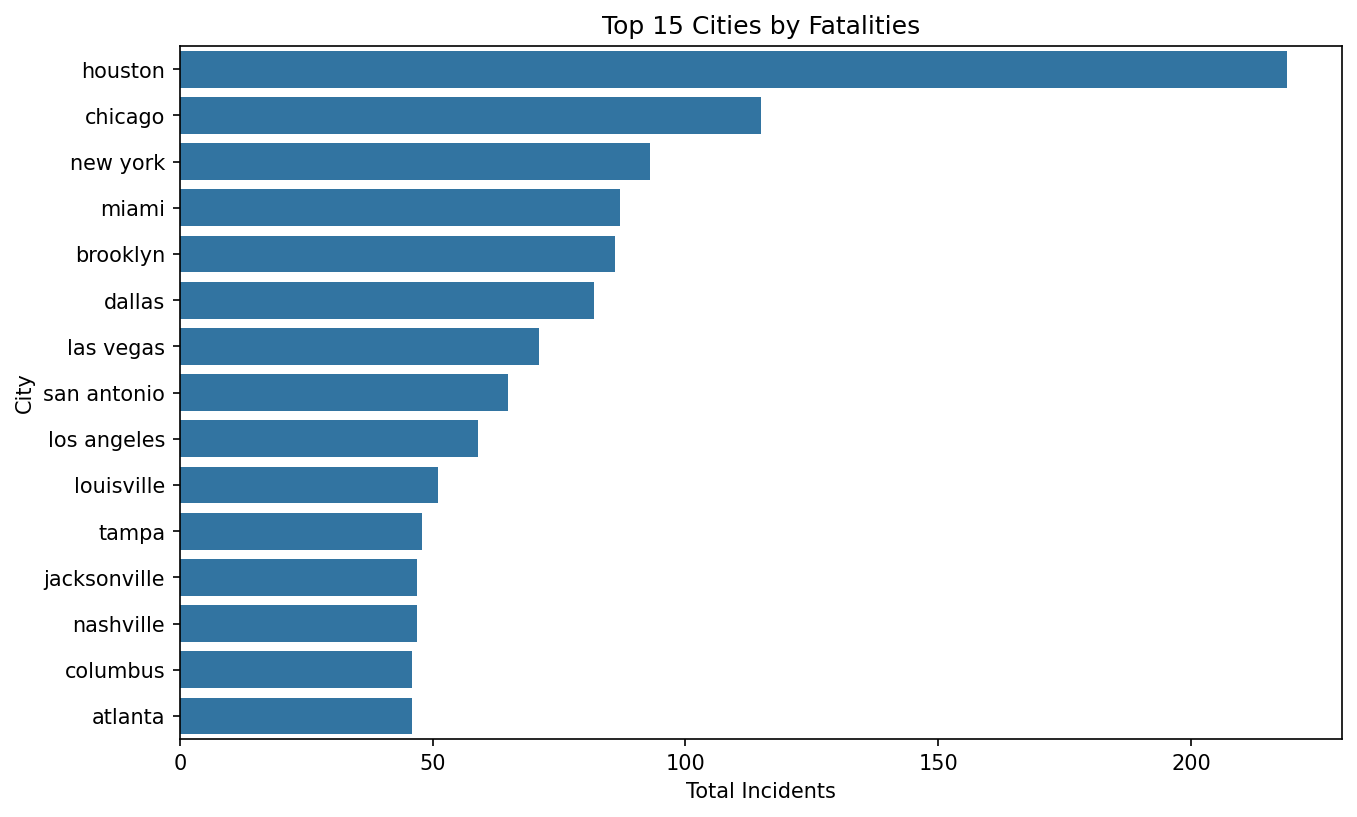 Top 15 Cities by Fatalities
houston
chicago
new york
miami
brooklyn
dallas
las vegas
san antonio
los angeles
louisville
tampa
jacksonville
nashville
columbus
atlanta
City
0 50 100 150 200
Total Incidents